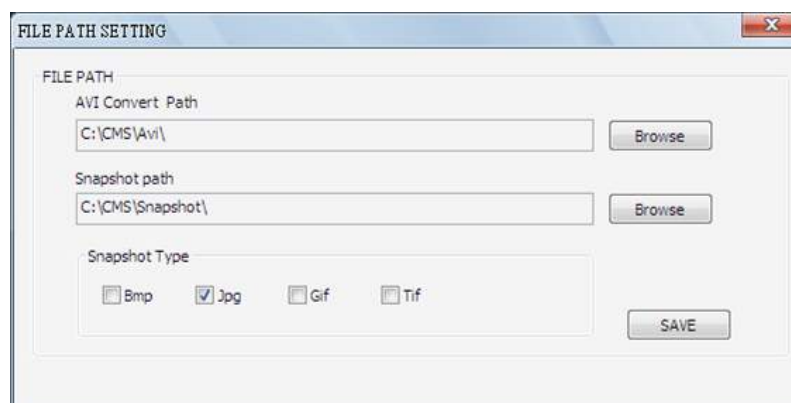 FILE PATH SETTING
FILE PATH
AVI Convert Path
C:\CMS\Avi\
Browse
Snapshot path
C:\CMS\Snapshot\
Browse
Snapshot Type
Bmp Jpg Gif Tif
SAVE